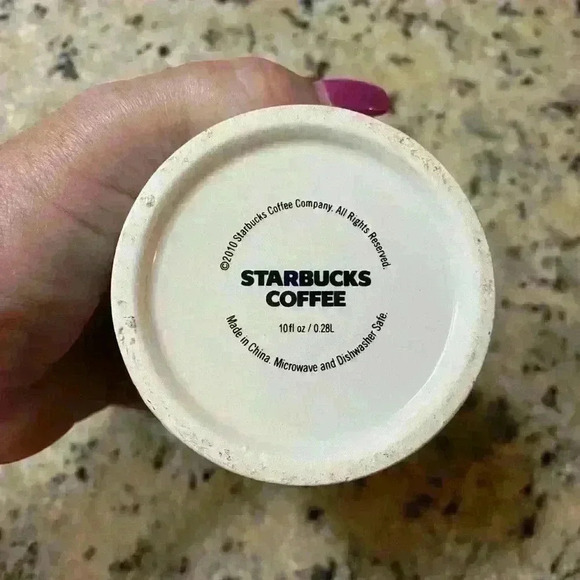 ©2010 Starbucks Coffee Company. All Rights Reserved.
STARBUCKS
COFFEE
10 fl oz / 0.28L
Made in China. Microwave and Dishwasher Safe.